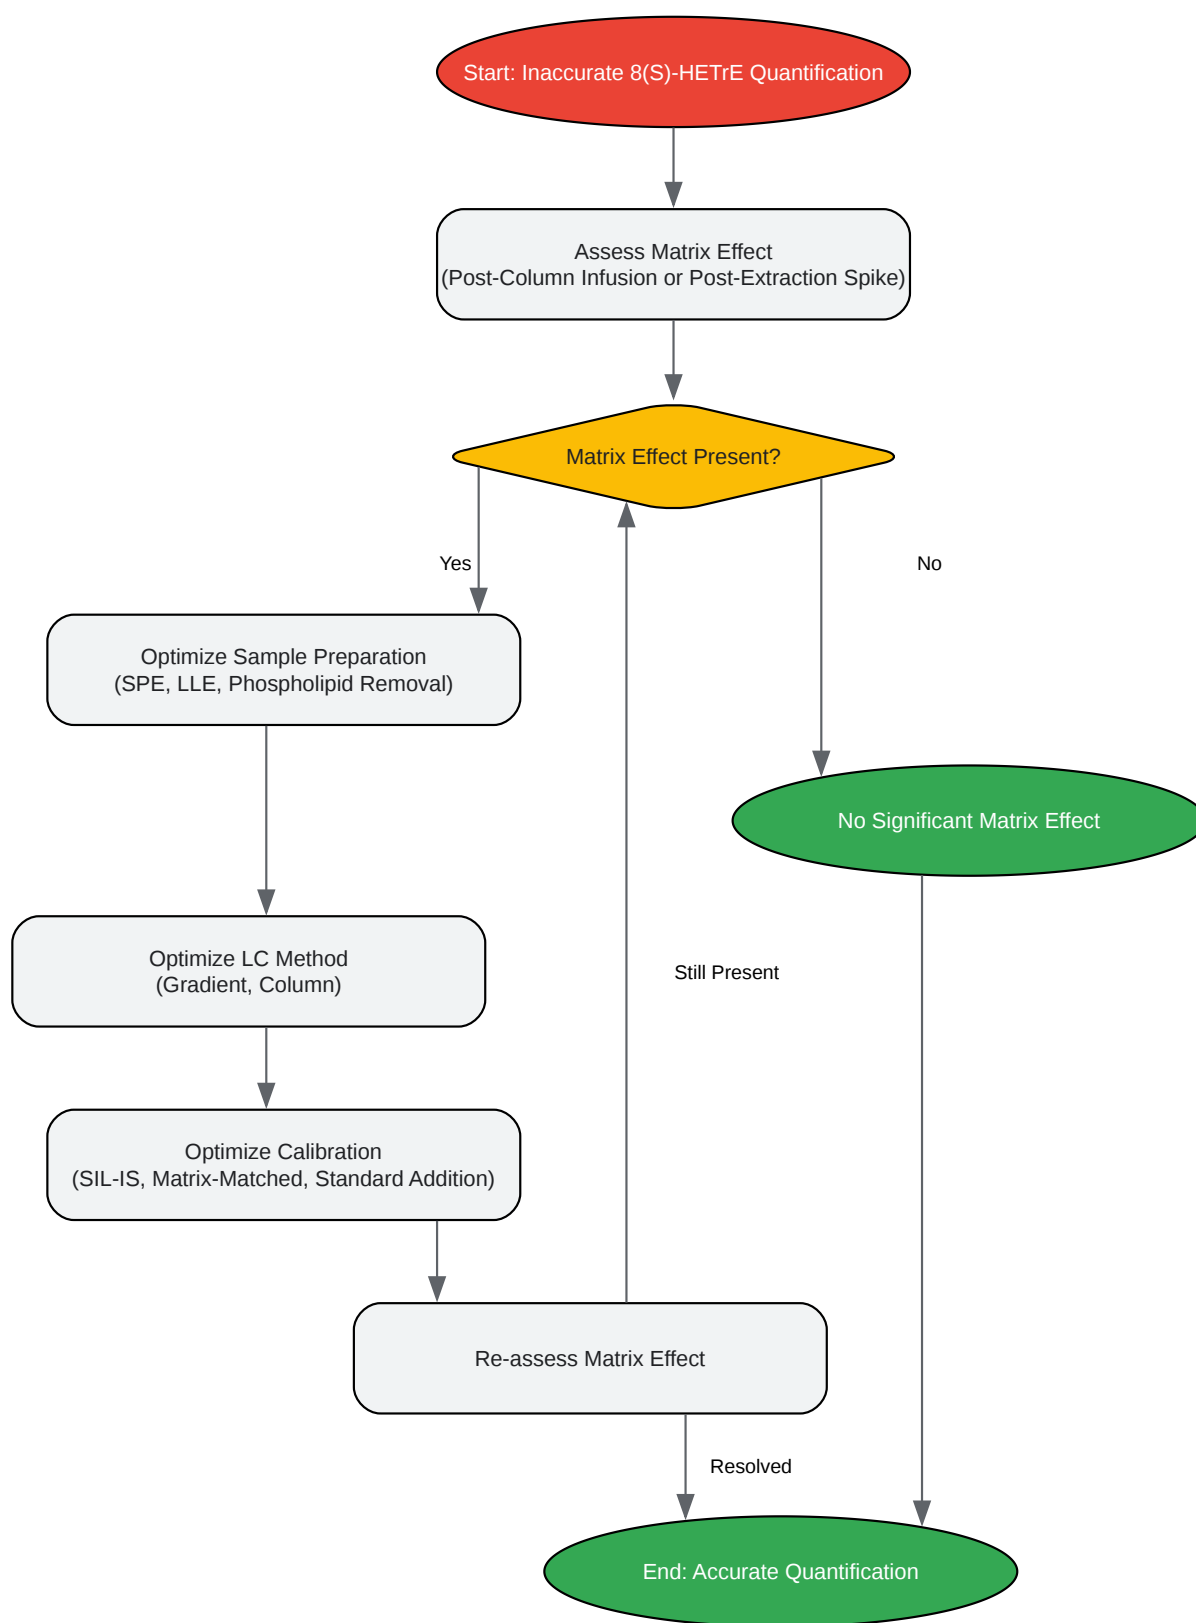 Start: Inaccurate 8(S)-HETrE Quantification
Assess Matrix Effect
(Post-Column Infusion or Post-Extraction Spike)
Matrix Effect Present?
Yes
No
Optimize Sample Preparation
(SPE, LLE, Phospholipid Removal)
No Significant Matrix Effect
Optimize LC Method
(Gradient, Column)
Still Present
Optimize Calibration
(SIL-IS, Matrix-Matched, Standard Addition)
Re-assess Matrix Effect
Resolved
End: Accurate Quantification